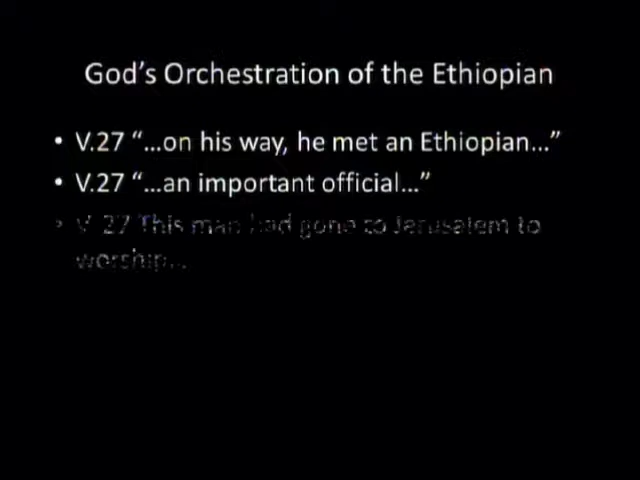 God’s Orchestration of the Ethiopian
• V.27 “...on his way, he met an Ethiopian...”
• V.27 “...an important official...”
• V 27 This man had gone to Jerusalem to
worship...